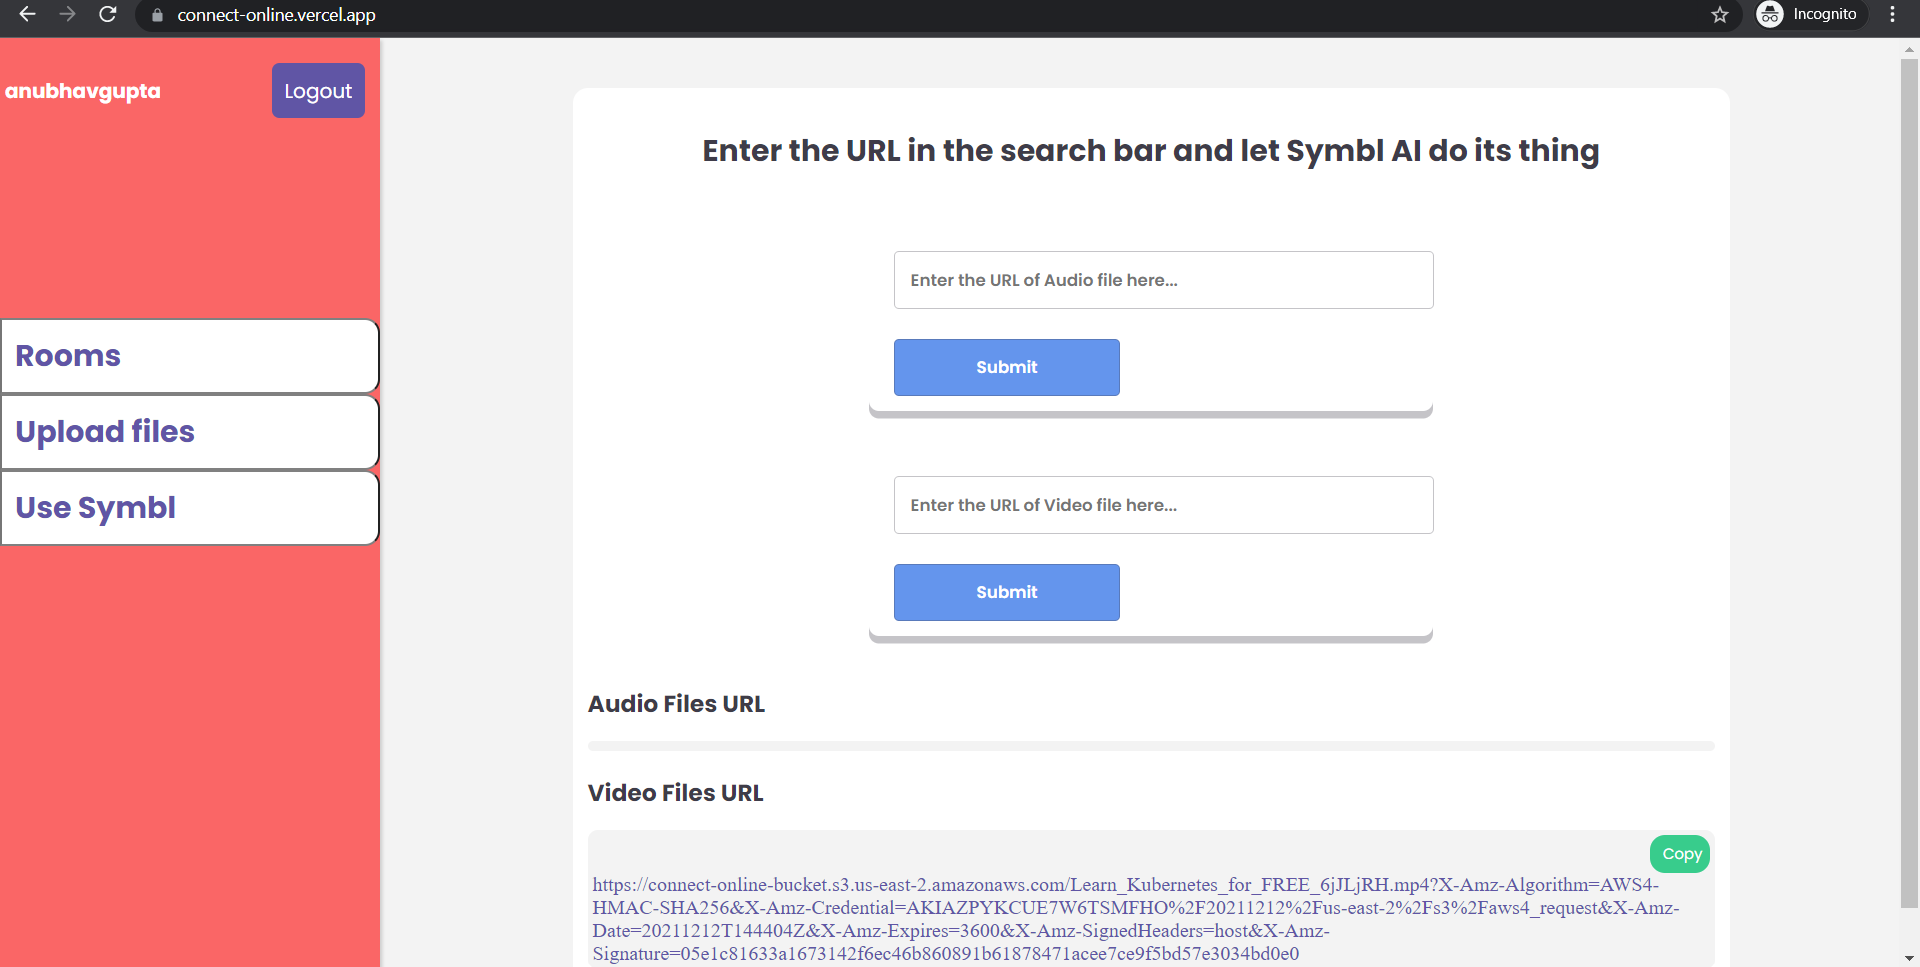 connect-online.vercel.app
Incognito
anubhavgupta
Logout
Rooms
Upload files
Use Symbl
Enter the URL in the search bar and let Symbl AI do its thing
Enter the URL of Audio file here...
Submit
Enter the URL of Video file here...
Submit
Audio Files URL
Video Files URL
Copy
https://connect-online-bucket.s3.us-east-2.amazonaws.com/Learn_Kubernetes_for_FREE_6jJLjRH.mp4?X-Amz-Algorithm=AWS4-
HMAC-SHA256&X-Amz-Credential=AKIAZPYKCUE7W6TSMFHO%2F20211212%2Fus-east-2%2Fs3%2Faws4_request&X-Amz-
Date=20211212T144404Z&X-Amz-Expires=3600&X-Amz-SignedHeaders=host&X-Amz-
Signature=05e1c81633a1673142f6ec46b860891b61878471acee7ce9f5bd57e3034bd0e0